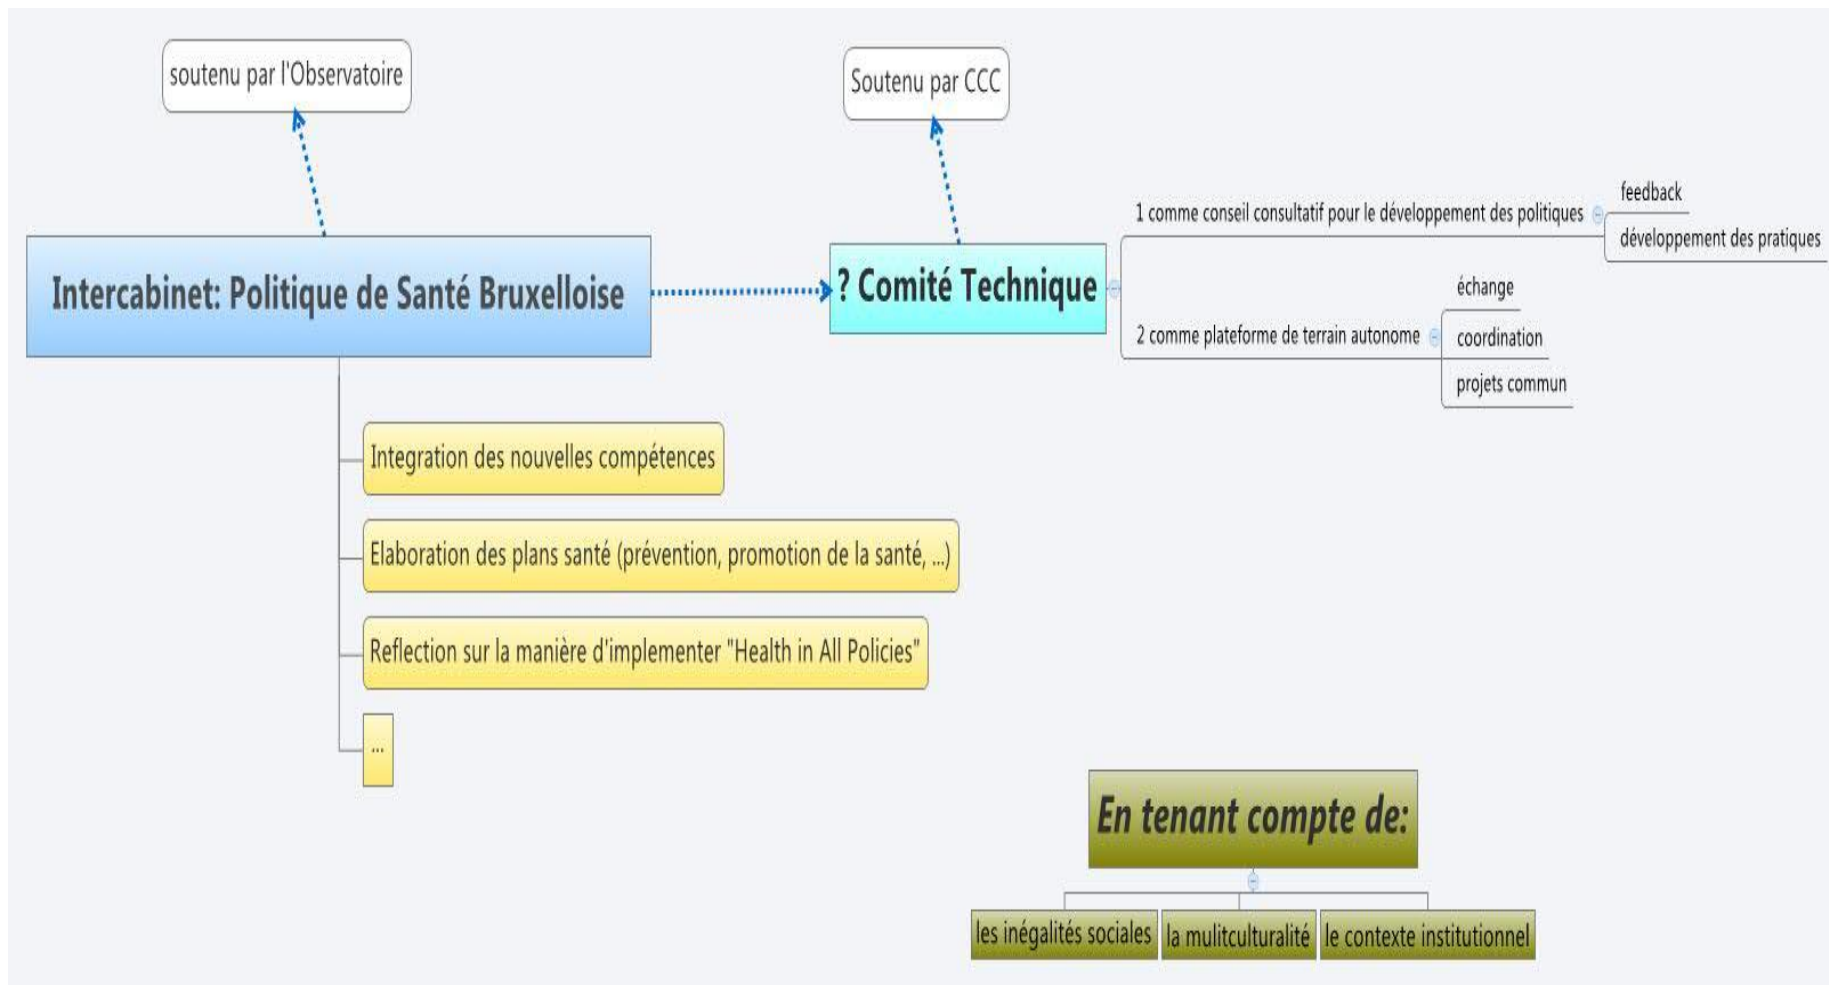 soutenu par l'Observatoire
Soutenu par CCC
Intercabinet: Politique de Santé Bruxelloise
? Comité Technique
1 comme conseil consultatif pour le développement des politiques
feedback
développement des pratiques
2 comme plateforme de terrain autonome
échange
coordination
projets commun
Integration des nouvelles compétences
Elaboration des plans santé (prévention, promotion de la santé, ...)
Reflection sur la manière d'implementer "Health in All Policies"
...
En tenant compte de:
les inégalités sociales
la mulitculturalité
le contexte institutionnel